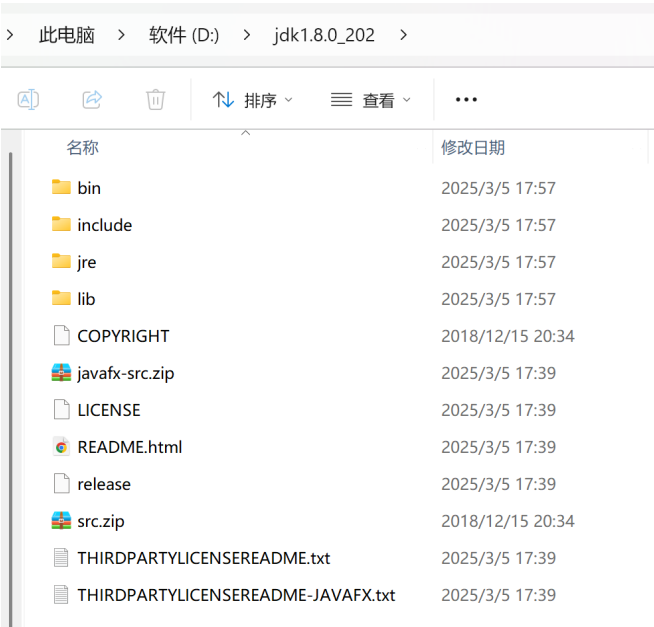 此电脑 > 软件 (D:) > jdk1.8.0_202 >
排序 查看 •••
名称 修改日期
bin 2025/3/5 17:57
include 2025/3/5 17:57
jre 2025/3/5 17:57
lib 2025/3/5 17:57
COPYRIGHT 2018/12/15 20:34
javafx-src.zip 2025/3/5 17:39
LICENSE 2025/3/5 17:39
README.html 2025/3/5 17:39
release 2025/3/5 17:39
src.zip 2018/12/15 20:34
THIRDPARTYLICENSEREADME.txt 2025/3/5 17:39
THIRDPARTYLICENSEREADME-JAVAFX.txt 2025/3/5 17:39